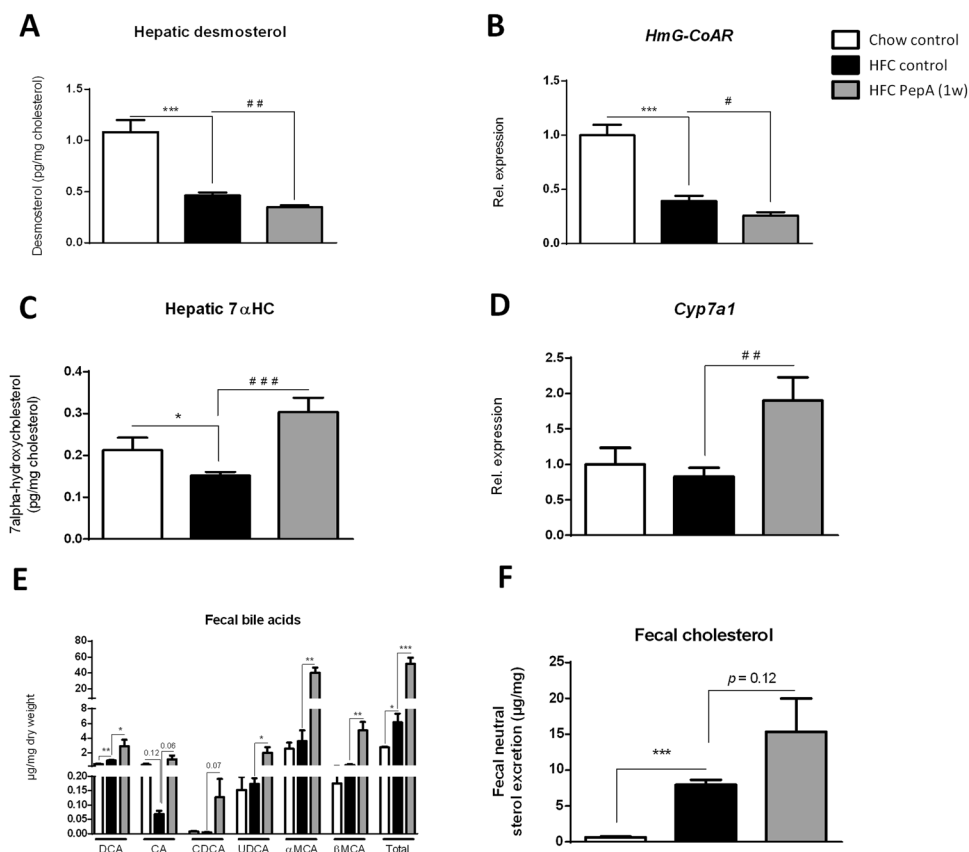 A
Hepatic desmosterol
Desmosterol (pg/mg cholesterol)
1.5
1.0
0.5
0.0
***
# #
B
HmG-CoAR
Rel. expression
1.5
1.0
0.5
0.0
***
#
Chow control
HFC control
HFC PepA (1w)
C
Hepatic 7αHC
7alpha-hydroxycholesterol
(pg/mg cholesterol)
0.4
0.3
0.2
0.1
0.0
*
# # #
D
Cyp7a1
Rel. expression
2.5
2.0
1.5
1.0
0.5
0.0
# #
E
Fecal bile acids
µg/mg dry weight
80
60
40
20
6
4
2
0.20
0.15
0.10
0.05
0.00
**
*
0.12
0.06
0.07
*
**
**
*
***
DCA CA CDCA UDCA αMCA βMCA Total
F
Fecal cholesterol
Fecal neutral
sterol excretion (µg/mg)
25
20
15
10
5
0
***
p = 0.12